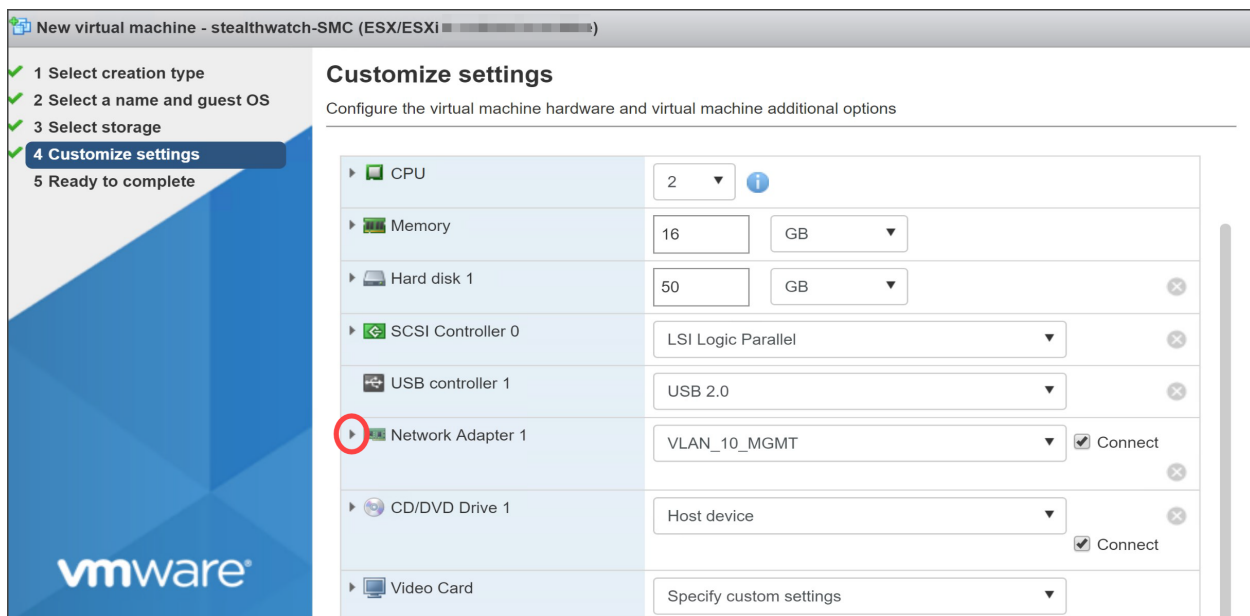 New virtual machine - stealthwatch-SMC (ESX/ESXi )
1 Select creation type
2 Select a name and guest OS
3 Select storage
4 Customize settings
5 Ready to complete
vmware®
Customize settings
Configure the virtual machine hardware and virtual machine additional options
CPU 2
Memory 16 GB
Hard disk 1 50 GB
SCSI Controller 0 LSI Logic Parallel
USB controller 1 USB 2.0
Network Adapter 1 VLAN_10_MGMT Connect
CD/DVD Drive 1 Host device
Connect
Video Card Specify custom settings